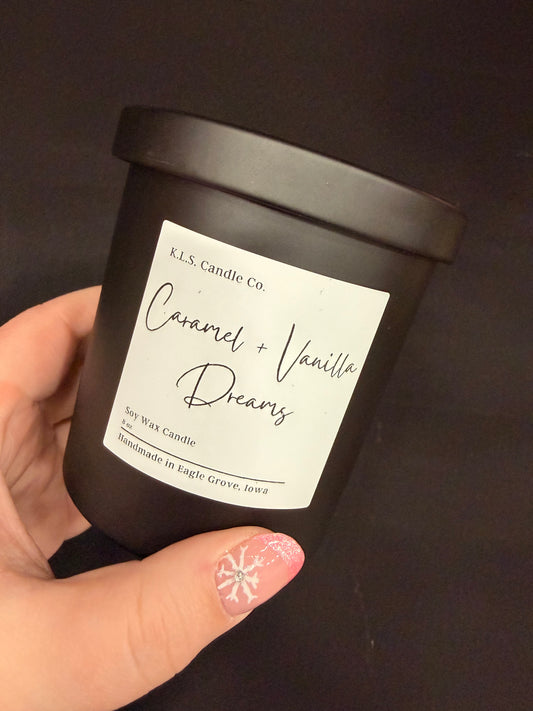 K.L.S. Candle Co.
Caramel + Vanilla
Dreams
Soy Wax Candle
8 oz
Handmade in Eagle Grove, Iowa